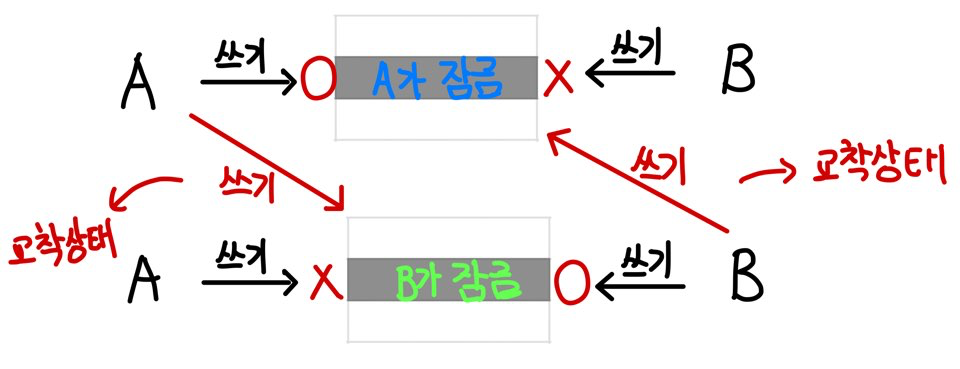 쓰기 쓰기
A O A가 잠금 X B
쓰기 쓰기 교착상태
교착상태
쓰기 쓰기
A X B가 잠금 O B